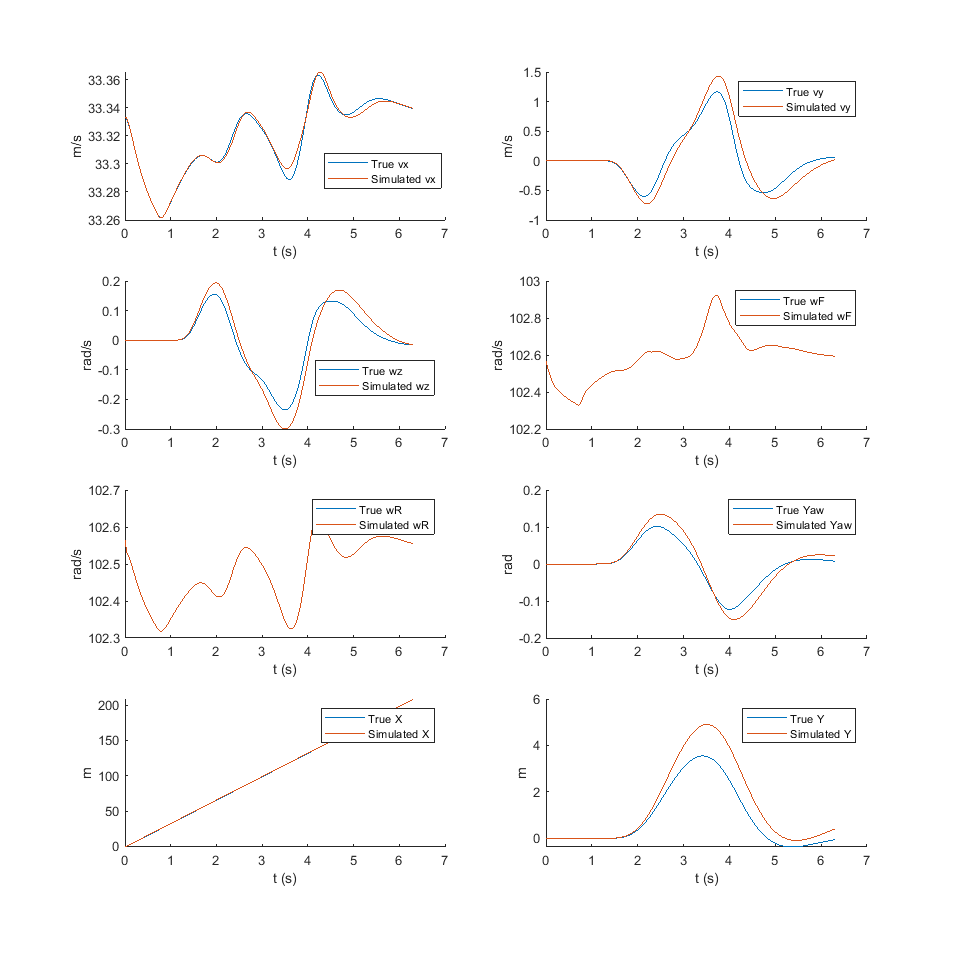 33.36
33.34
33.32
33.3
33.28
33.26
m/s
True vx
Simulated vx
0 1 2 3 4 5 6 7
t (s)
1.5
1
0.5
0
-0.5
-1
m/s
True vy
Simulated vy
0 1 2 3 4 5 6 7
t (s)
0.2
0.1
0
-0.1
-0.2
-0.3
rad/s
True wz
Simulated wz
0 1 2 3 4 5 6 7
t (s)
103
102.8
102.6
102.4
102.2
rad/s
True wF
Simulated wF
0 1 2 3 4 5 6 7
t (s)
102.7
102.6
102.5
102.4
102.3
rad/s
True wR
Simulated wR
0 1 2 3 4 5 6 7
t (s)
0.2
0.1
0
-0.1
-0.2
rad
True Yaw
Simulated Yaw
0 1 2 3 4 5 6 7
t (s)
200
150
100
50
0
m
True X
Simulated X
0 1 2 3 4 5 6 7
t (s)
6
4
2
0
m
True Y
Simulated Y
0 1 2 3 4 5 6 7
t (s)